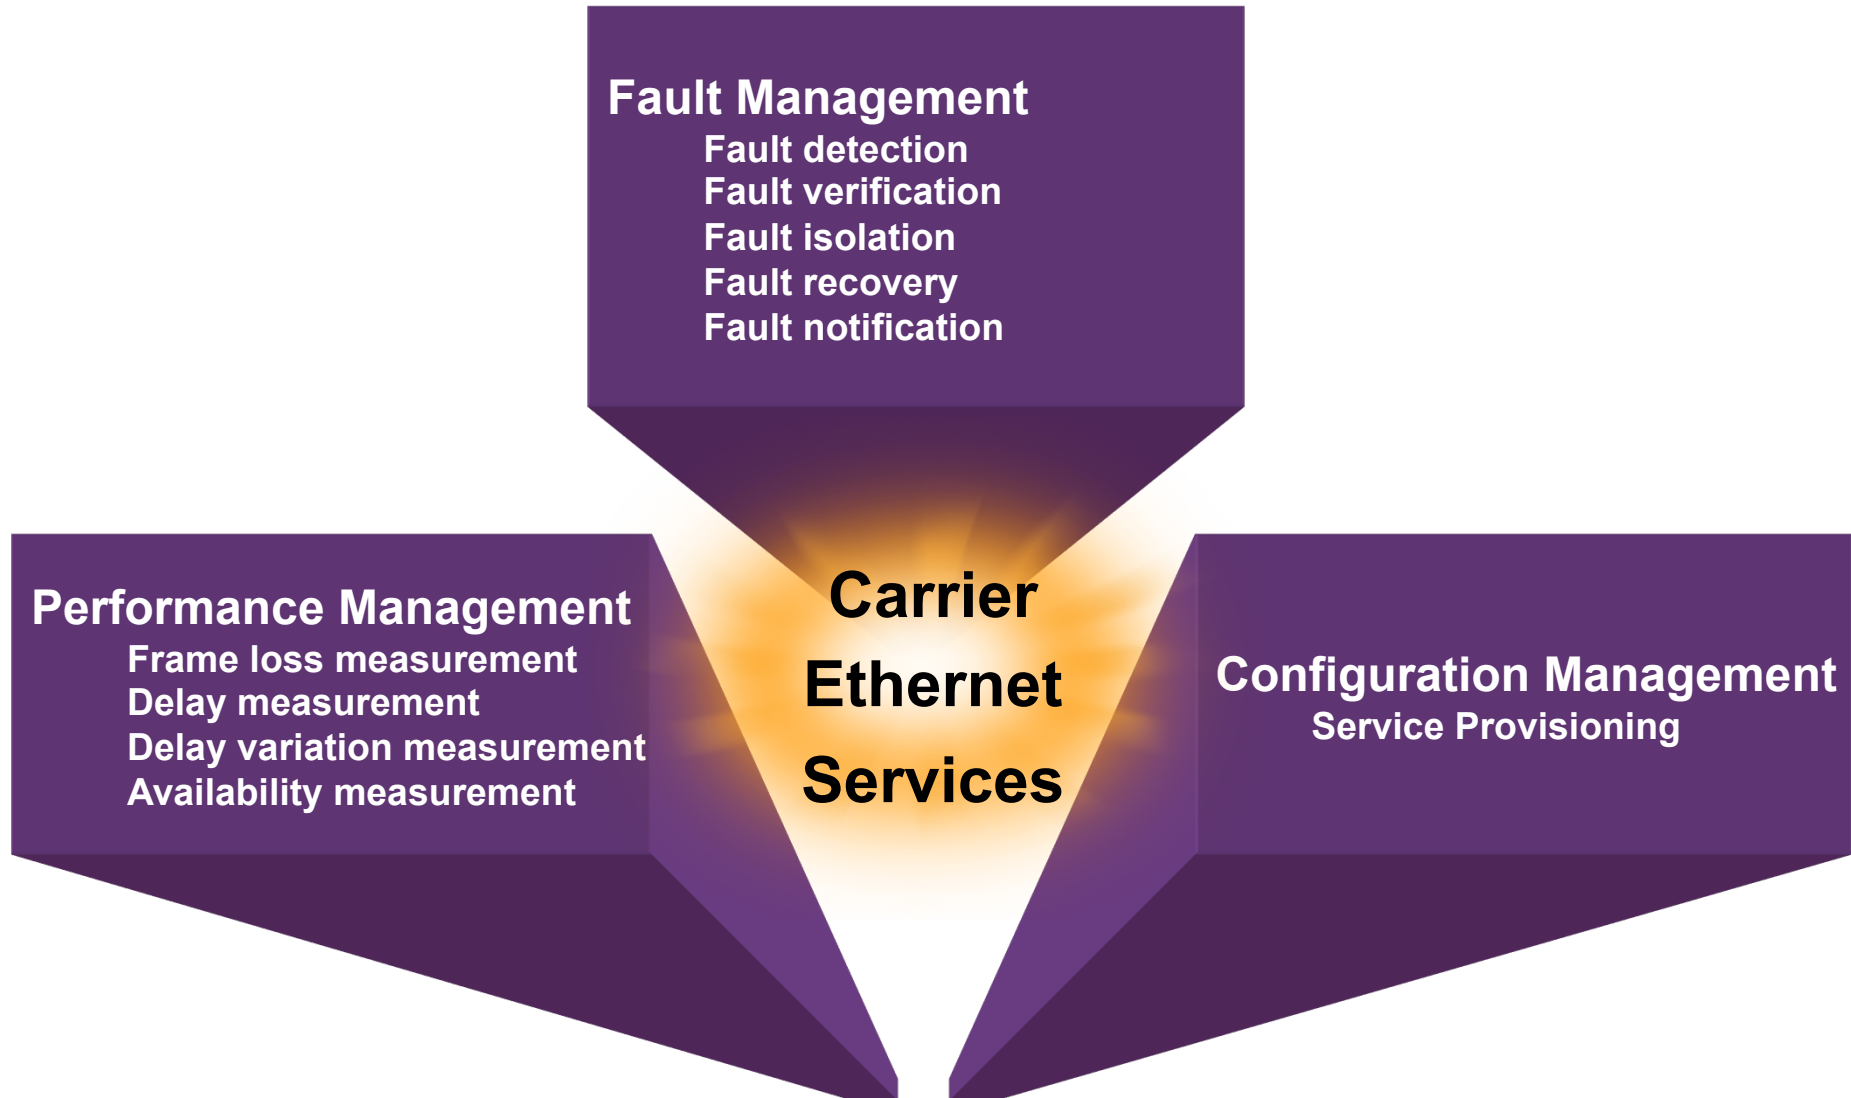 Fault Management
Fault detection
Fault verification
Fault isolation
Fault recovery
Fault notification
Performance Management
Frame loss measurement
Delay measurement
Delay variation measurement
Availability measurement
Carrier
Ethernet
Services
Configuration Management
Service Provisioning